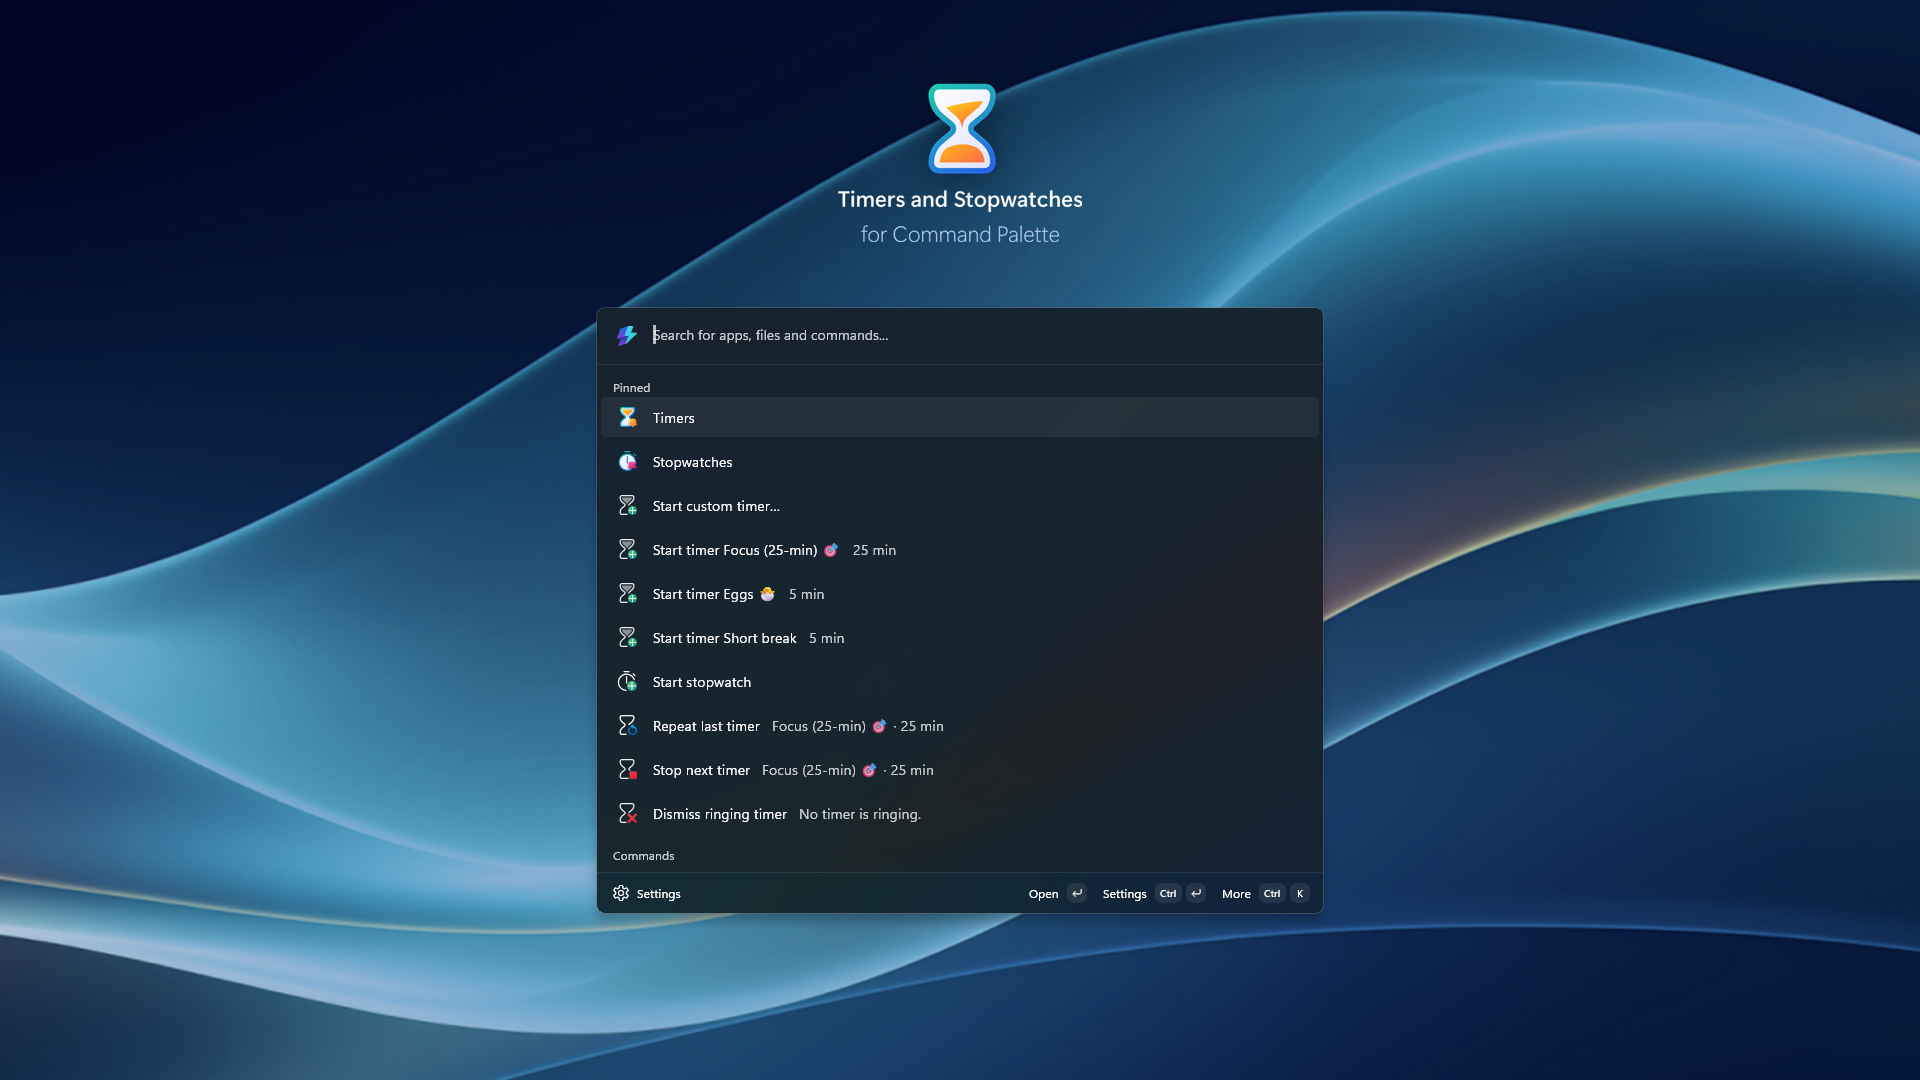 Timers and Stopwatches
for Command Palette
Search for apps, files and commands...
Pinned
Timers
Stopwatches
Start custom timer...
Start timer Focus (25-min) 🎯 25 min
Start timer Eggs 🐣 5 min
Start timer Short break 5 min
Start stopwatch
Repeat last timer Focus (25-min) 🎯 · 25 min
Stop next timer Focus (25-min) 🎯 · 25 min
Dismiss ringing timer No timer is ringing.
Commands
Settings Open ↵ Settings Ctrl ↵ More Ctrl K